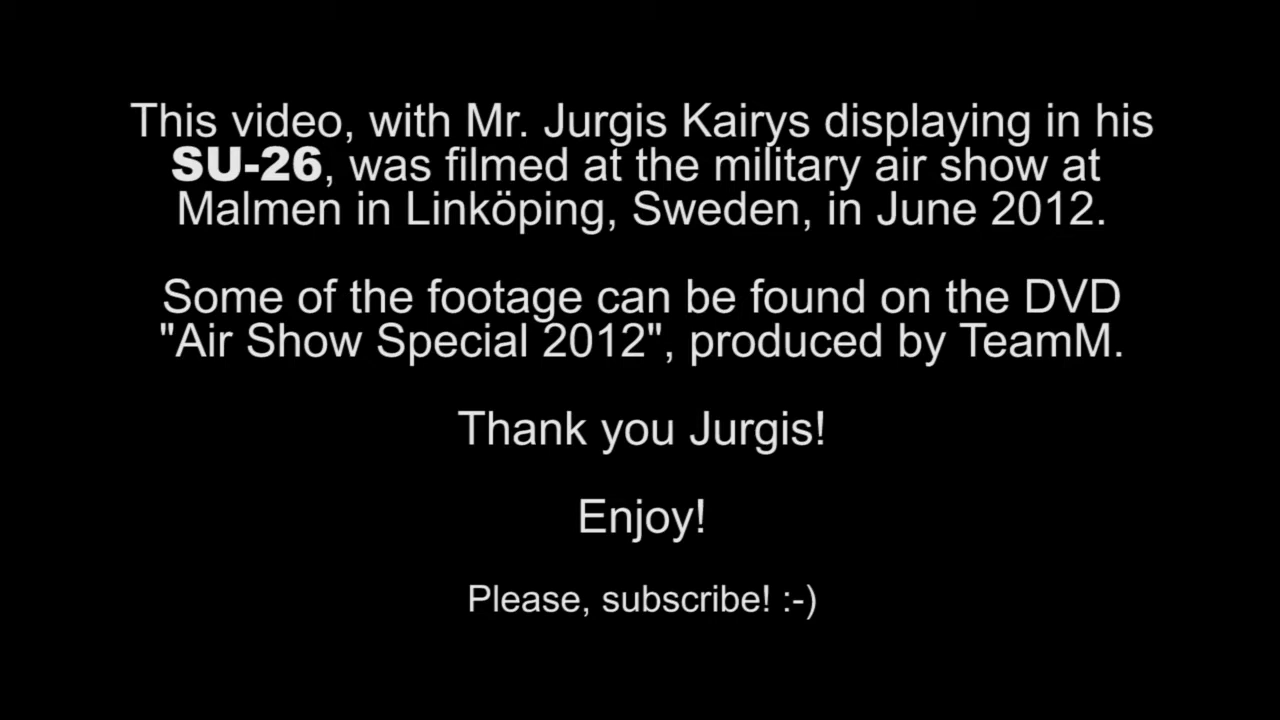 This video, with Mr. Jurgis Kairys displaying in his
SU-26, was filmed at the military air show at
Malmen in Linköping, Sweden, in June 2012.
Some of the footage can be found on the DVD
"Air Show Special 2012", produced by TeamM.
Thank you Jurgis!
Enjoy!
Please, subscribe! :-)